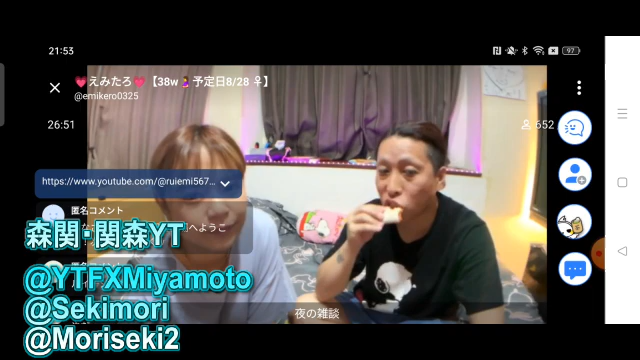 21:53
97
💗えみたろ💗【38w🤰予定日8/28 ♀】
@emikero0325
26:51
652
https://www.youtube.com/@ruiemi567...
匿名コメント
へようこ
森関・関森YT
@YTFXMiyamoto
@Sekimori
@Moriseki2
夜の雑談